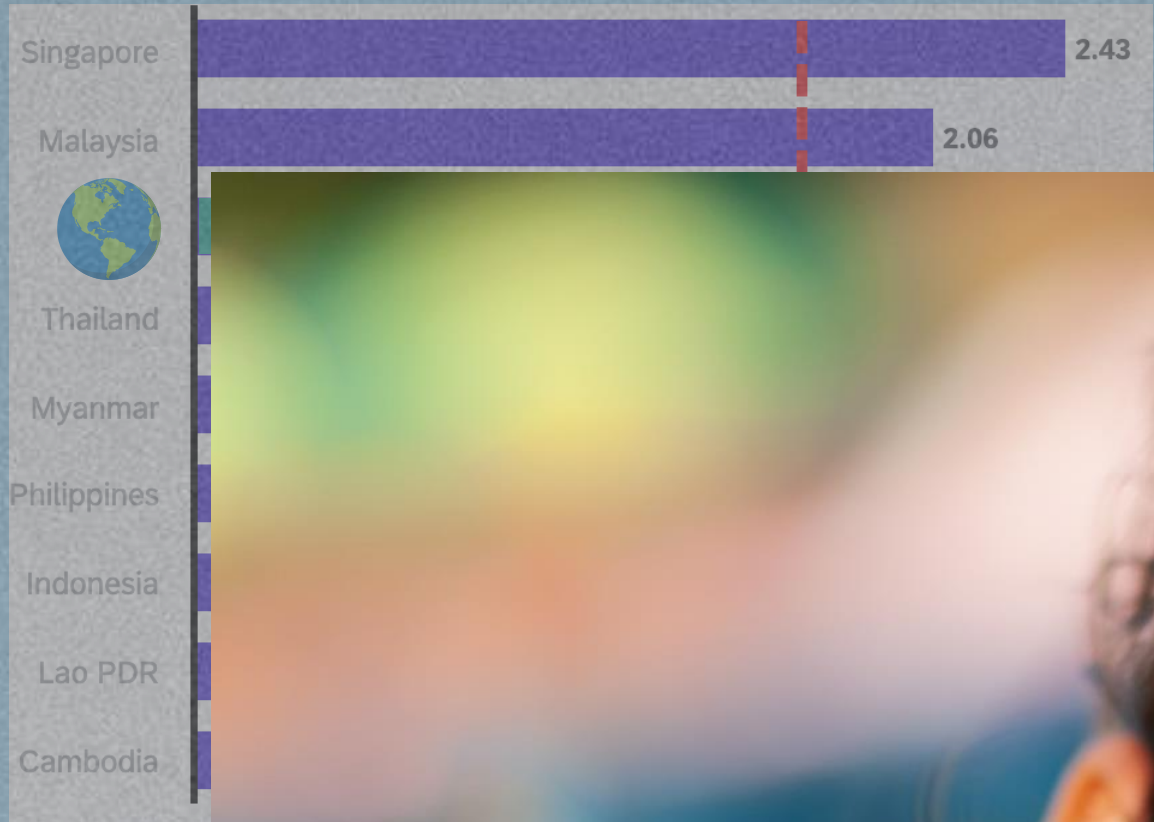 Singapore 2.43
Malaysia 2.06
Thailand
Myanmar
Philippines
Indonesia
Lao PDR
Cambodia